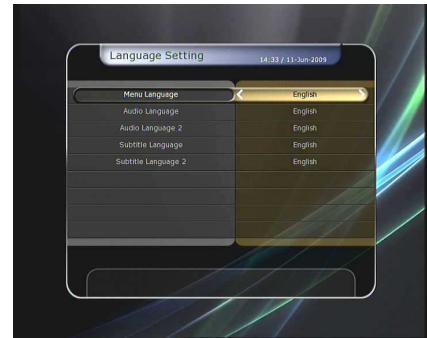 Language Setting 14:33 / 11-Jun-2009
Menu Language English
Audio Language English
Audio Language 2 English
Subtitle Language English
Subtitle Language 2 English